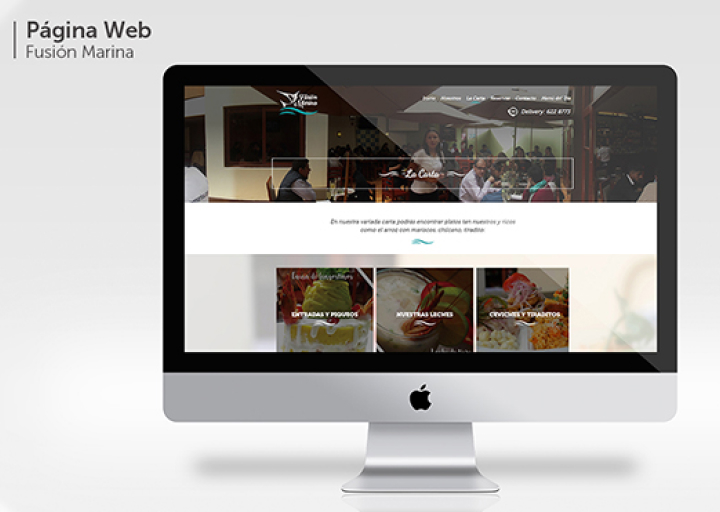 Página Web
Fusión Marina
Fusión
Marina
Inicio Nosotros La Carta Reservas Contacto Menú del Día
Delivery: 622 8773
La Carta
En nuestra variada carta podrás encontrar platos tan nuestros y ricos
como el arroz con mariscos, chilcano, tiradito.
ENTRADAS Y PIQUEOS
NUESTRAS LECHES
CEVICHES Y TIRADITOS